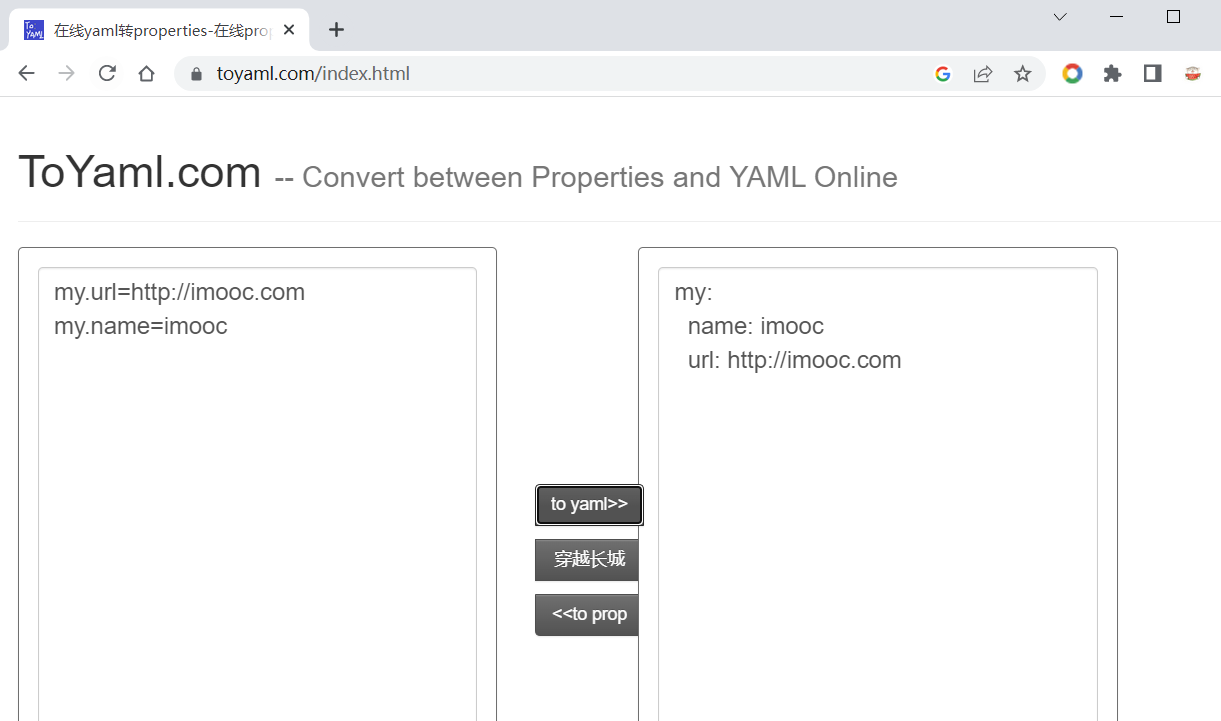 To
YAML
在线yaml转properties-在线prop
toyaml.com/index.html
ToYaml.com -- Convert between Properties and YAML Online
my.url=http://imooc.com
my.name=imooc
to yaml>>
穿越长城
<<to prop
my:
name: imooc
url: http://imooc.com